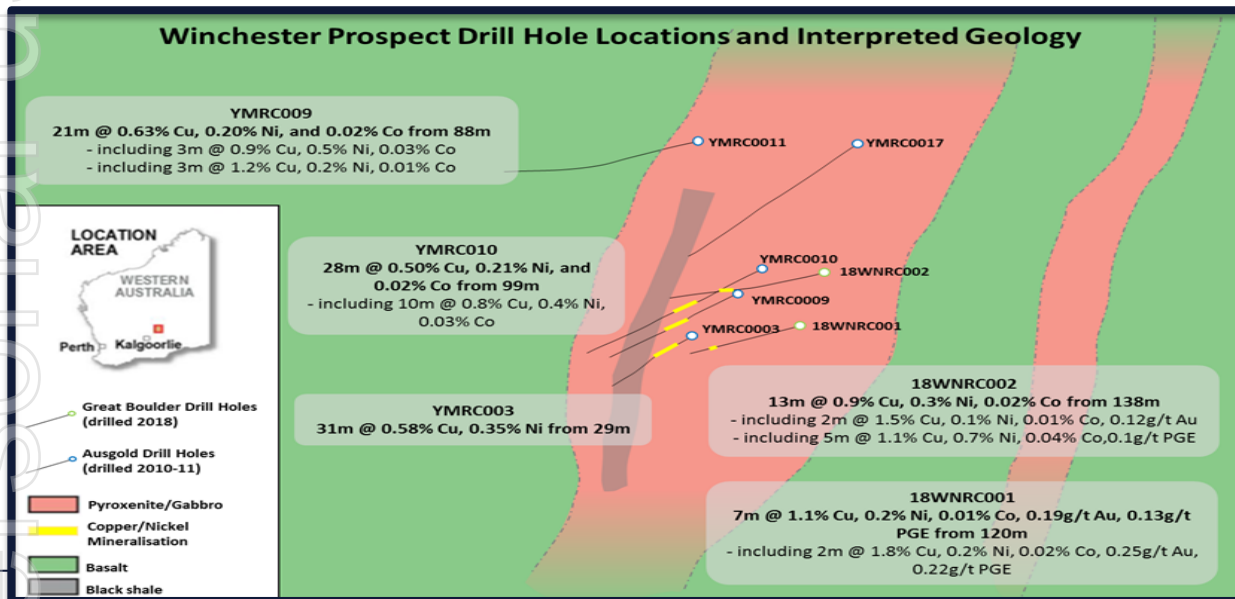 Winchester Prospect Drill Hole Locations and Interpreted Geology
YMRC009
21m @ 0.63% Cu, 0.20% Ni, and 0.02% Co from 88m
- including 3m @ 0.9% Cu, 0.5% Ni, 0.03% Co
- including 3m @ 1.2% Cu, 0.2% Ni, 0.01% Co
YMRC0011
YMRC0017
LOCATION
AREA
WESTERN
AUSTRALIA
Perth
Kalgoorlie
YMRC010
28m @ 0.50% Cu, 0.21% Ni, and
0.02% Co from 99m
- including 10m @ 0.8% Cu, 0.4% Ni,
0.03% Co
YMRC0010
18WNRC002
YMRC0009
YMRC0003
18WNRC001
YMRC003
31m @ 0.58% Cu, 0.35% Ni from 29m
18WNRC002
13m @ 0.9% Cu, 0.3% Ni, 0.02% Co from 138m
- including 2m @ 1.5% Cu, 0.1% Ni, 0.01% Co, 0.12g/t Au
- including 5m @ 1.1% Cu, 0.7% Ni, 0.04% Co,0.1g/t PGE
18WNRC001
7m @ 1.1% Cu, 0.2% Ni, 0.01% Co, 0.19g/t Au, 0.13g/t
PGE from 120m
- including 2m @ 1.8% Cu, 0.2% Ni, 0.02% Co, 0.25g/t Au,
0.22g/t PGE
Great Boulder Drill Holes
(drilled 2018)
Ausgold Drill Holes
(drilled 2010-11)
Pyroxenite/Gabbro
Copper/Nickel
Mineralisation
Basalt
Black shale